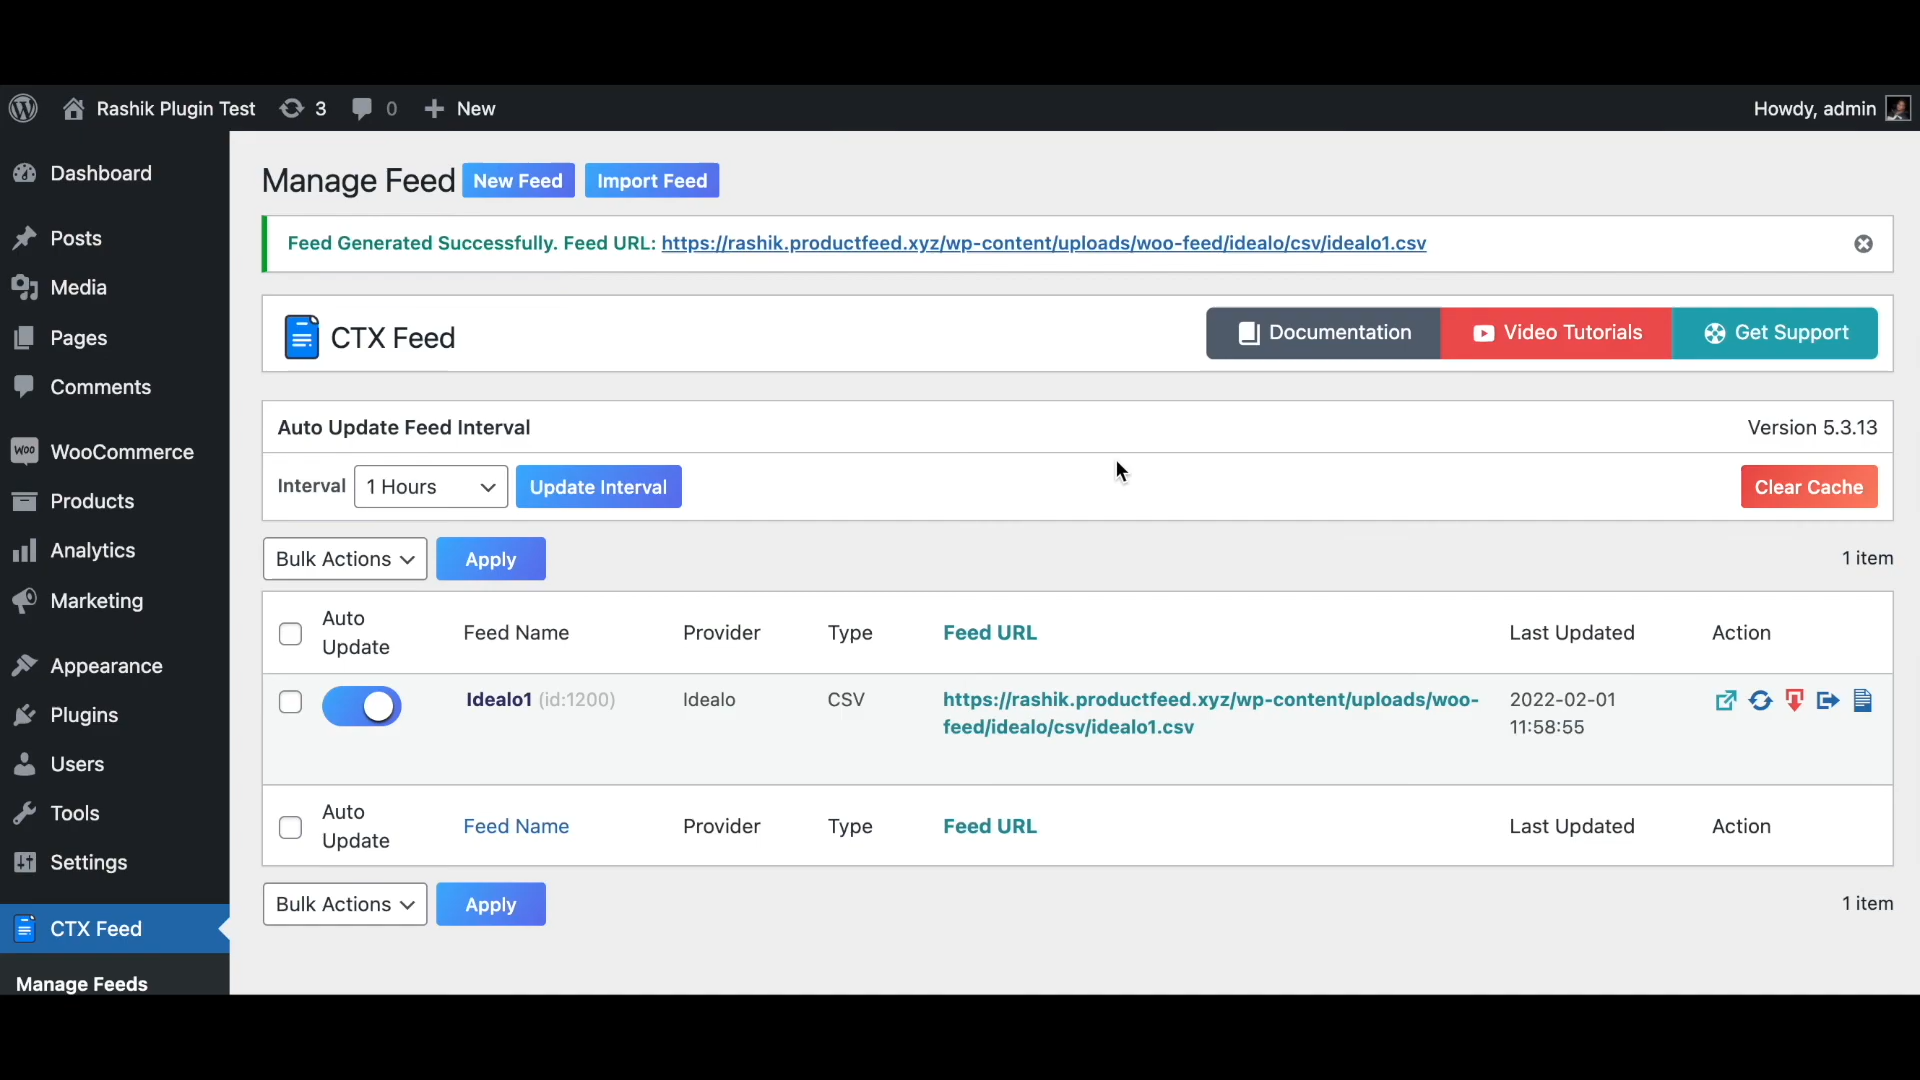 Rashik Plugin Test 3 0 New Howdy, admin
Dashboard
Posts
Media
Pages
Comments
WOO WooCommerce
Products
Analytics
Marketing
Appearance
Plugins
Users
Tools
Settings
CTX Feed
Manage Feeds
Manage Feed New Feed Import Feed
Feed Generated Successfully. Feed URL: https://rashik.productfeed.xyz/wp-content/uploads/woo-feed/idealo/csv/idealo1.csv
CTX Feed Documentation Video Tutorials Get Support
Auto Update Feed Interval Version 5.3.13
Interval 1 Hours Update Interval Clear Cache
Bulk Actions Apply 1 item
Auto
Update Feed Name Provider Type Feed URL Last Updated Action
Idealo1 (id:1200) Idealo CSV https://rashik.productfeed.xyz/wp-content/uploads/woo- 2022-02-01
feed/idealo/csv/idealo1.csv 11:58:55
Auto
Update Feed Name Provider Type Feed URL Last Updated Action
Bulk Actions Apply 1 item